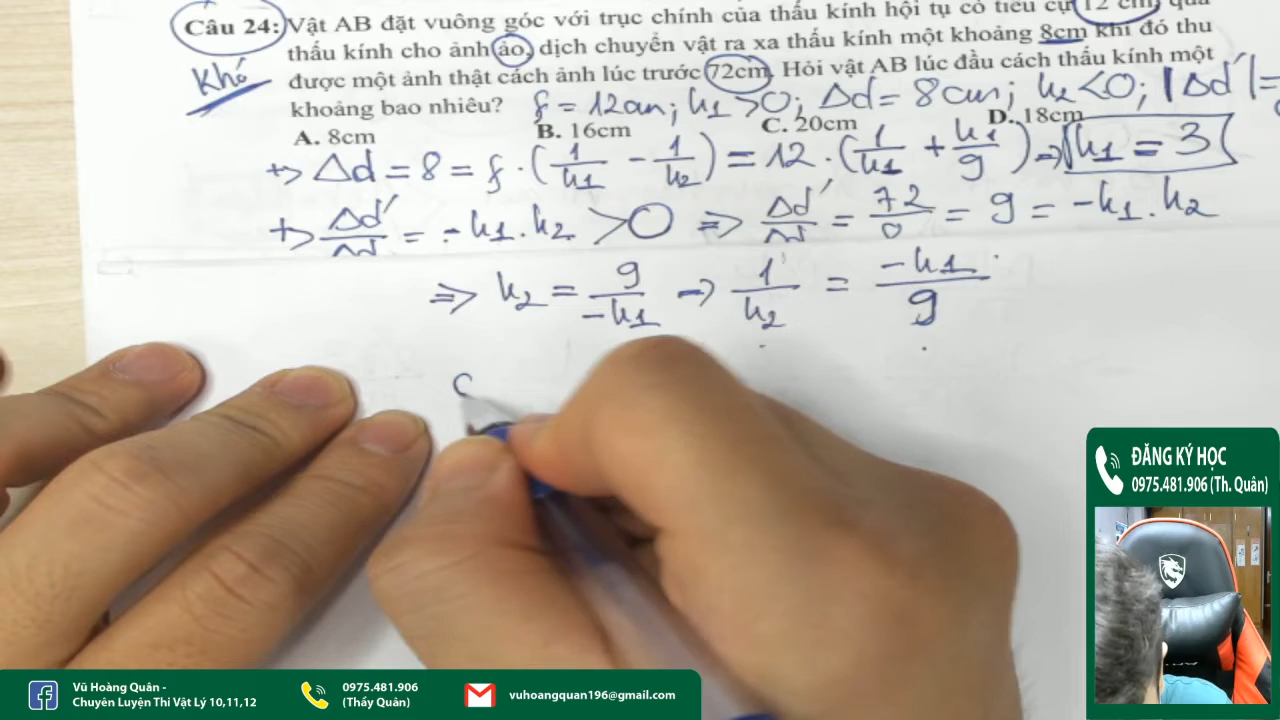 Câu 24: Vật AB đặt vuông góc với trục chính của thấu kính hội tụ có tiêu cự 12 cm, qua
thấu kính cho ảnh ảo, dịch chuyển vật ra xa thấu kính một khoảng 8cm khi đó thu
được một ảnh thật cách ảnh lúc trước 72cm. Hỏi vật AB lúc đầu cách thấu kính một
khoảng bao nhiêu?
Khó
f = 12cm; k1 > 0; Δd = 8cm; k2 < 0; |Δd'| =
A. 8cm B. 16cm C. 20cm D. 18cm
+> Δd = 8 = f . (1/k1 - 1/k2) = 12 . (1/k1 + k1/9) => k1 = 3
+> Δd'/Δd = - k1 . k2 > 0 => Δd'/Δd = 72/8 = 9 = -k1 . k2
=> k2 = 9/-k1 -> 1/k2 = -k1/9
ĐĂNG KÝ HỌC
0975.481.906 (Th. Quân)
Vũ Hoàng Quân -
Chuyên Luyện Thi Vật Lý 10,11,12
0975.481.906
(Thầy Quân)
vuhoangquan196@gmail.com